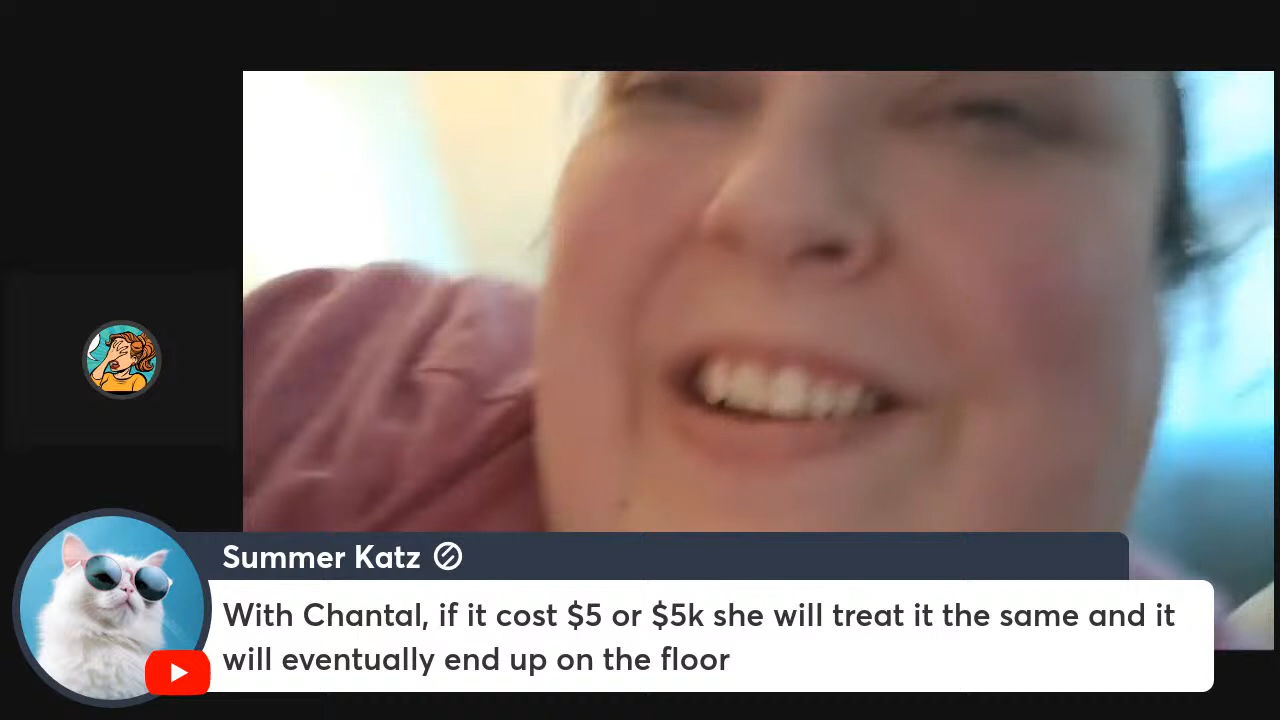 Summer Katz
With Chantal, if it cost $5 or $5k she will treat it the same and it
will eventually end up on the floor